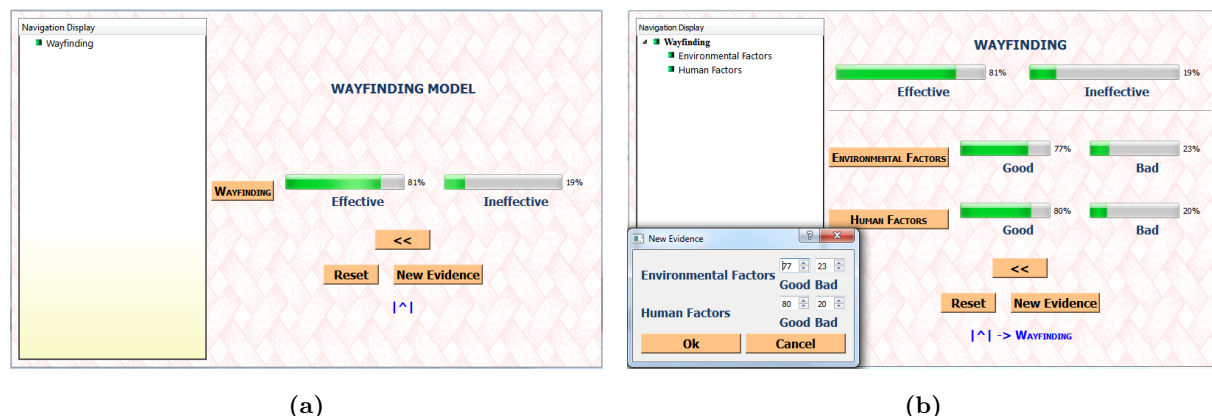 Navigation Display
Wayfinding
WAYFINDING MODEL
WAYFINDING
81%
19%
Effective
Ineffective
<<
Reset
New Evidence
|^|
(a)
Navigation Display
Wayfinding
Environmental Factors
Human Factors
WAYFINDING
81%
19%
Effective
Ineffective
ENVIRONMENTAL FACTORS
77%
23%
Good
Bad
HUMAN FACTORS
80%
20%
Good
Bad
<<
Reset
New Evidence
|^| -> WAYFINDING
New Evidence
?
x
Environmental Factors
77
23
Good Bad
Human Factors
80
20
Good Bad
Ok
Cancel
(b)